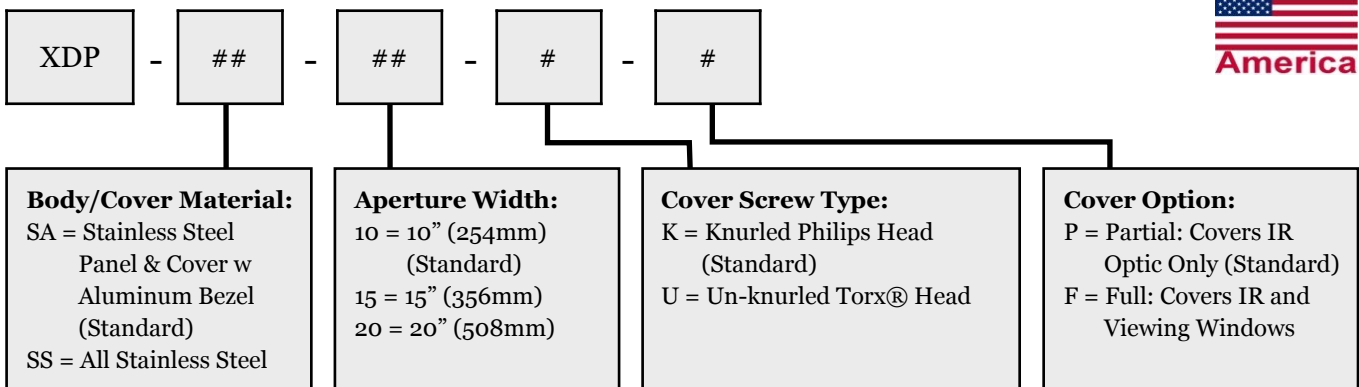 America
XDP - ## - ## - # - #
Body/Cover Material:
SA = Stainless Steel
Panel & Cover w
Aluminum Bezel
(Standard)
SS = All Stainless Steel
Aperture Width:
10 = 10” (254mm)
(Standard)
15 = 15” (356mm)
20 = 20” (508mm)
Cover Screw Type:
K = Knurled Philips Head
(Standard)
U = Un-knurled Torx® Head
Cover Option:
P = Partial: Covers IR
Optic Only (Standard)
F = Full: Covers IR and
Viewing Windows